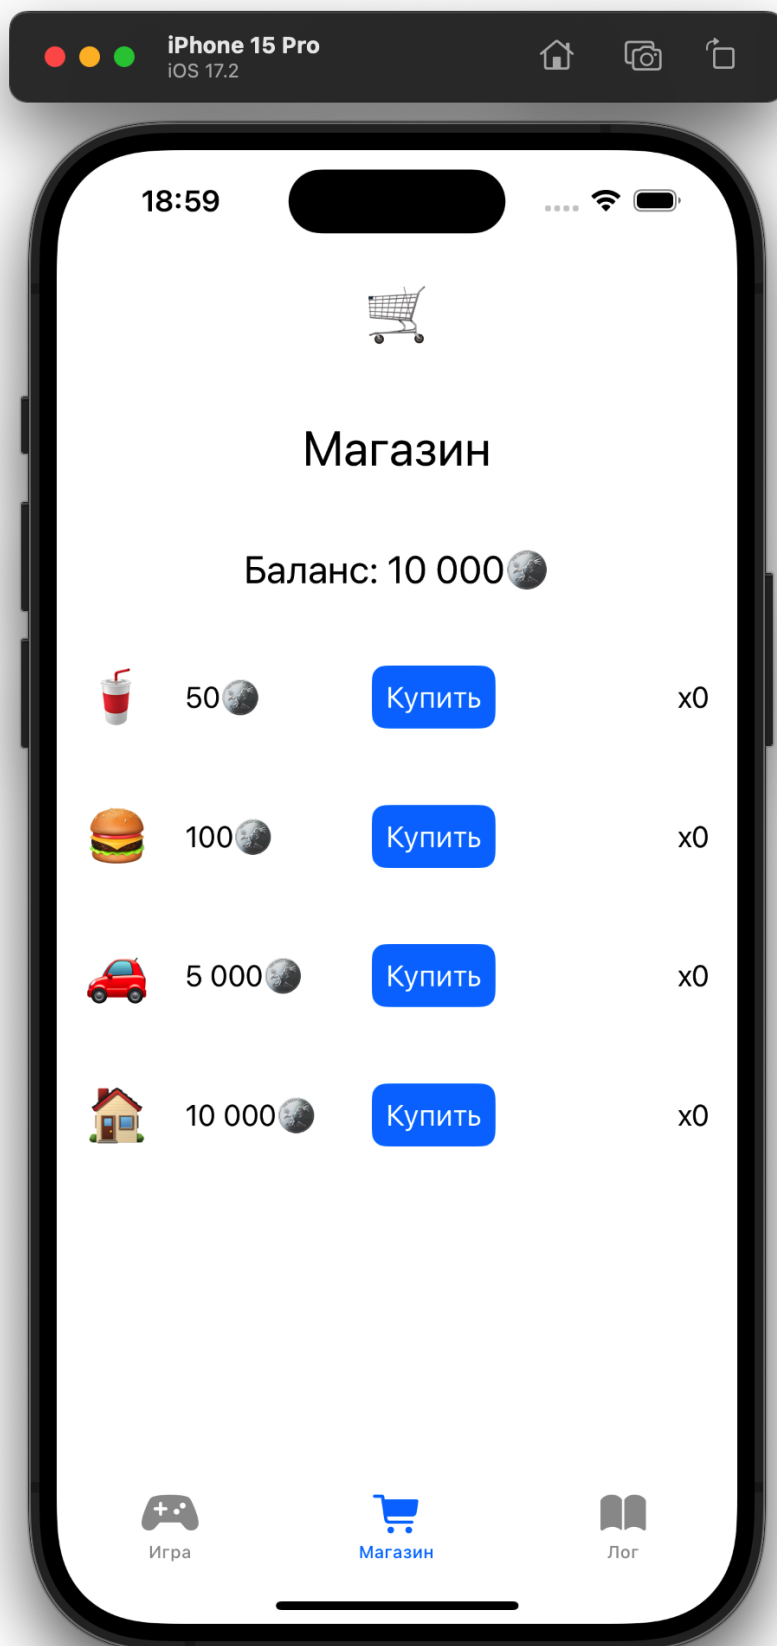 iPhone 15 Pro
iOS 17.2
18:59
Магазин
Баланс: 10 000
50 Купить x0
100 Купить x0
5 000 Купить x0
10 000 Купить x0
Игра Магазин Лог